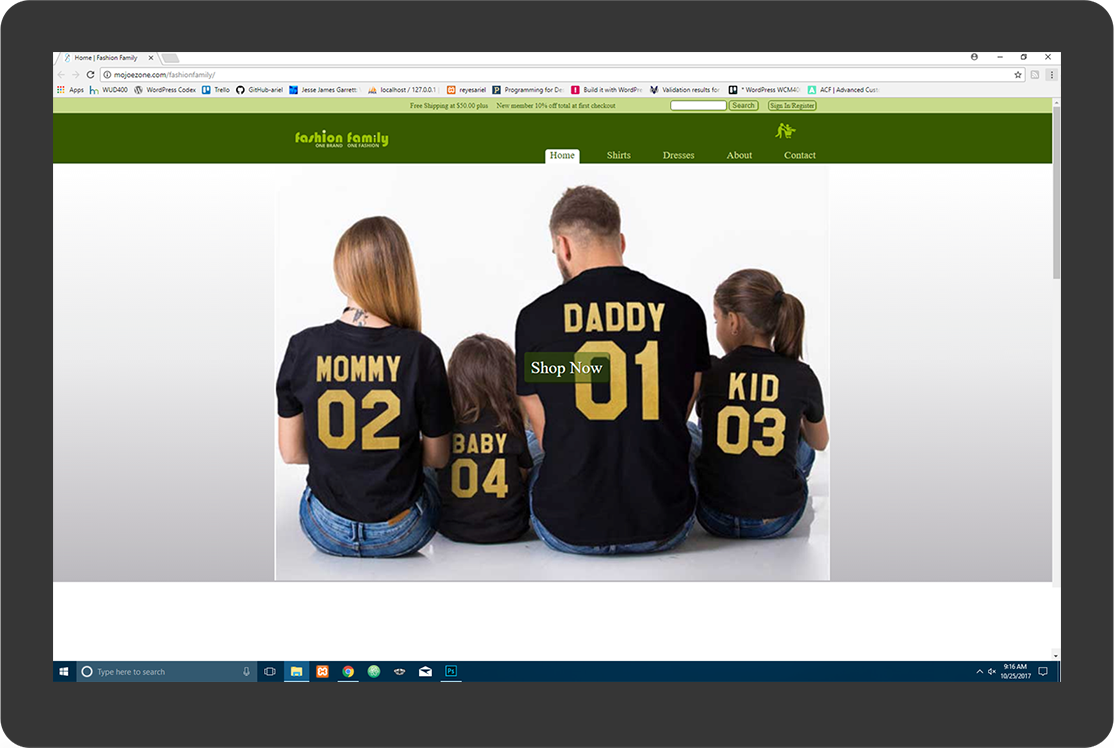 Home | Fashion Family
mojoezone.com/fashionfamily/
Apps WUD400 WordPress Codex Trello GitHub-ariel Jesse James Garrett: localhost / 127.0.0.1 reyesariel Programming for De: Build it with WordPr Validation results for * WordPress WCM40 ACF | Advanced Cust
Free Shipping at $50.00 plus New member 10% off total at first checkout Search Sign In/Register
fashion family
ONE BRAND ONE FASHION
Home Shirts Dresses About Contact
DADDY
01
MOMMY
02
KID
03
BABY
04
Shop Now
Type here to search
Ps
9:16 AM
10/25/2017